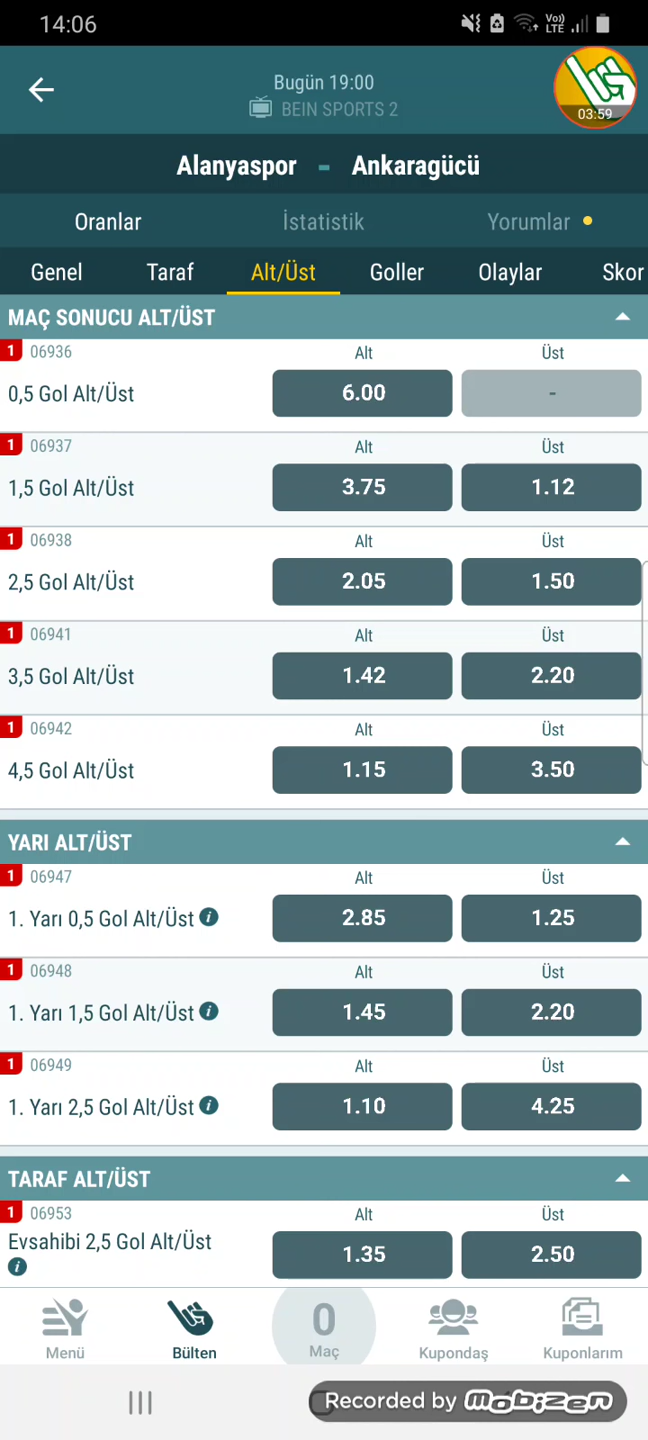 14:06
Vo)) LTE
Bugün 19:00
BEIN SPORTS 2
03:59
Alanyaspor - Ankaragücü
Oranlar İstatistik Yorumlar
Genel Taraf Alt/Üst Goller Olaylar Skor
MAÇ SONUCU ALT/ÜST
1 06936 Alt Üst
0,5 Gol Alt/Üst 6.00 -
1 06937 Alt Üst
1,5 Gol Alt/Üst 3.75 1.12
1 06938 Alt Üst
2,5 Gol Alt/Üst 2.05 1.50
1 06941 Alt Üst
3,5 Gol Alt/Üst 1.42 2.20
1 06942 Alt Üst
4,5 Gol Alt/Üst 1.15 3.50
YARI ALT/ÜST
1 06947 Alt Üst
1. Yarı 0,5 Gol Alt/Üst i 2.85 1.25
1 06948 Alt Üst
1. Yarı 1,5 Gol Alt/Üst i 1.45 2.20
1 06949 Alt Üst
1. Yarı 2,5 Gol Alt/Üst i 1.10 4.25
TARAF ALT/ÜST
1 06953 Alt Üst
Evsahibi 2,5 Gol Alt/Üst 1.35 2.50
i
0
Menü Bülten Maç Kupondaş Kuponlarım
Recorded by mobizen